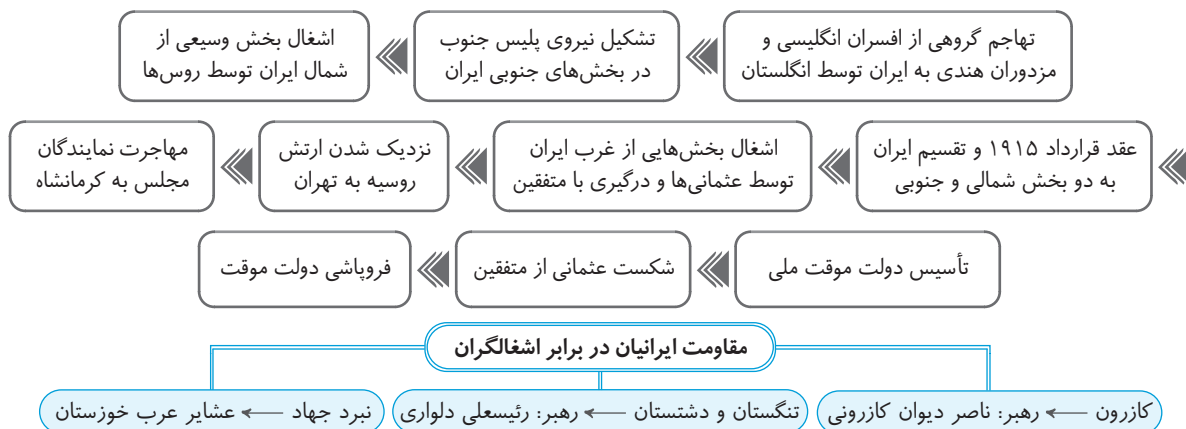 تهاجم گروهی از افسران انگلیسی و
مزدوران هندی به ایران توسط انگلستان
تشکیل نیروی پلیس جنوب
در بخش‌های جنوبی ایران
اشغال بخش وسیعی از
شمال ایران توسط روس‌ها
عقد قرارداد ۱۹۱۵ و تقسیم ایران
به دو بخش شمالی و جنوبی
اشغال بخش‌هایی از غرب ایران
توسط عثمانی‌ها و درگیری با متفقین
نزدیک شدن ارتش
روسیه به تهران
مهاجرت نمایندگان
مجلس به کرمانشاه
تأسیس دولت موقت ملی
شکست عثمانی از متفقین
فروپاشی دولت موقت
مقاومت ایرانیان در برابر اشغالگران
کازرون ← رهبر: ناصر دیوان کازرونی
تنگستان و دشتستان ← رهبر: رئیسعلی دلواری
نبرد جهاد ← عشایر عرب خوزستان